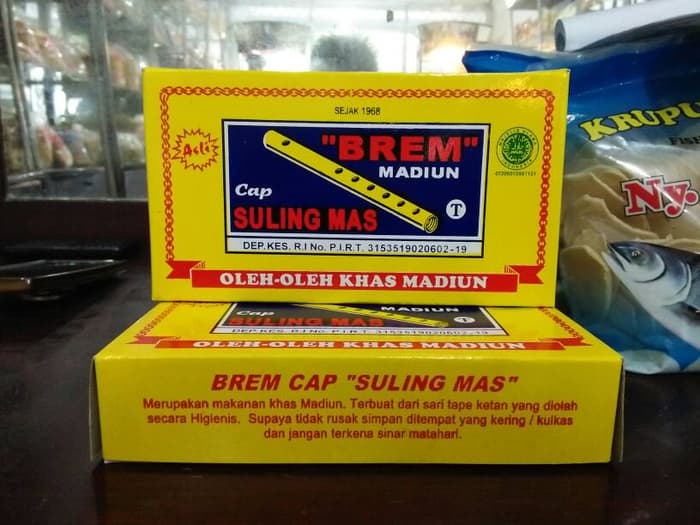 SEJAK 1968
Asli
"BREM"
MADIUN
Cap
SULING MAS
T
DEP.KES. R.I No. P.I.R.T. 3153519020602-19
OLEH-OLEH KHAS MADIUN
Cap
MADIUN
SULING MAS
T
DEP.KES. R.I No. P.I.R.T. 3153519020602-19
OLEH-OLEH KHAS MADIUN
BREM CAP "SULING MAS"
Merupakan makanan khas Madiun. Terbuat dari sari tape ketan yang diolah
secara Higienis. Supaya tidak rusak simpan ditempat yang kering / kulkas
dan jangan terkena sinar matahari.
KRUPU
Ny.